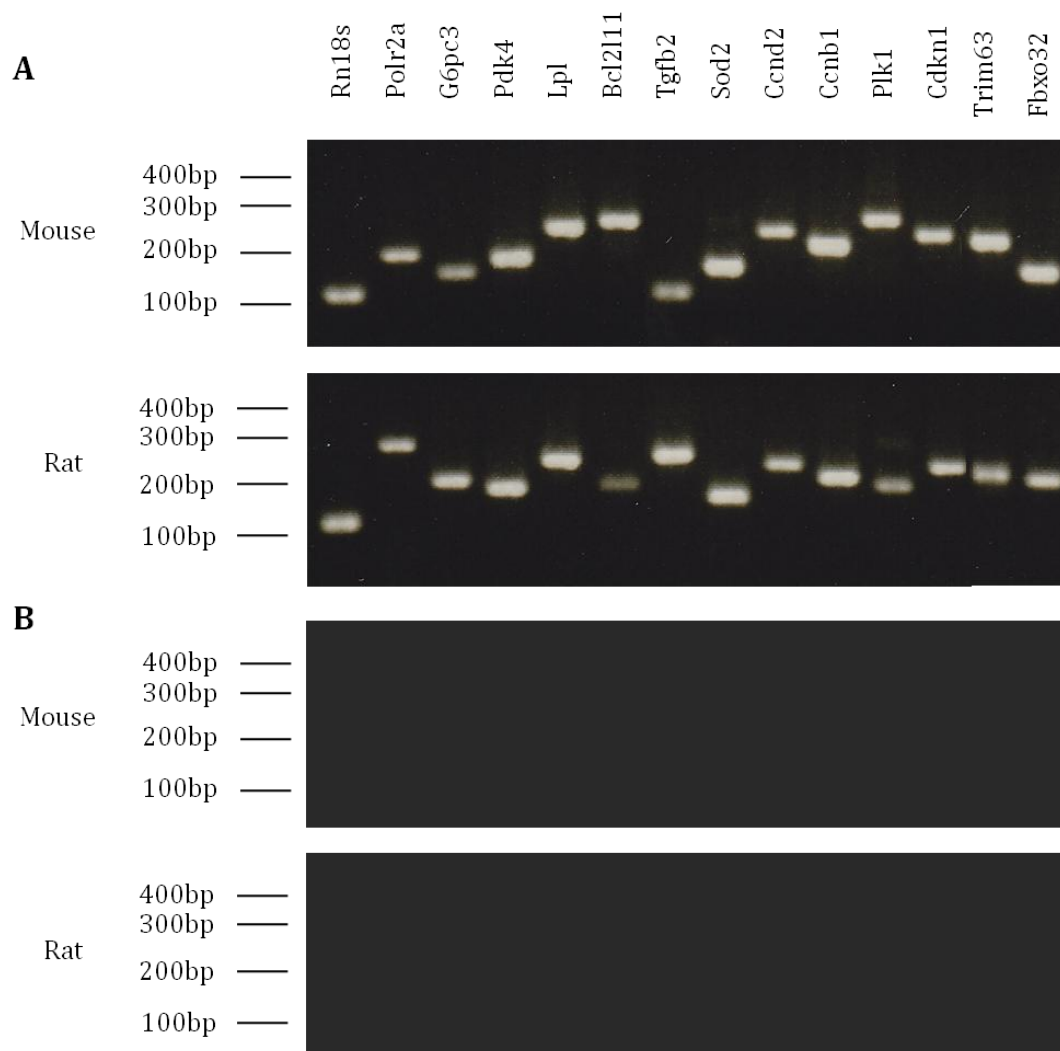 A
Rn18s
Polr2a
G6pc3
Pdk4
Lpl
Bcl2l11
Tgfb2
Sod2
Ccnd2
Ccnb1
Plk1
Cdkn1
Trim63
Fbxo32
Mouse
400bp
300bp
200bp
100bp
Rat
400bp
300bp
200bp
100bp
B
Mouse
400bp
300bp
200bp
100bp
Rat
400bp
300bp
200bp
100bp